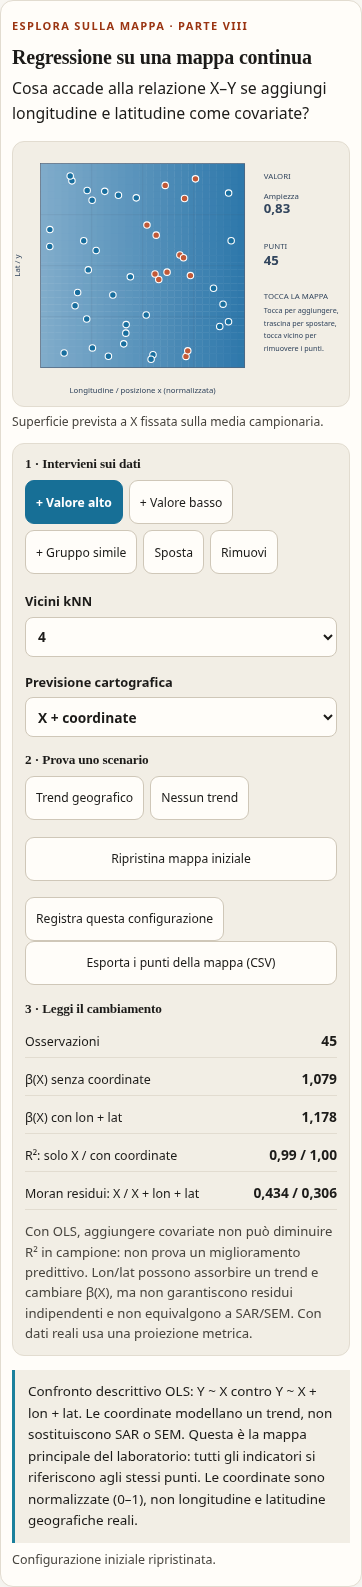 ESPLORA SULLA MAPPA · PARTE VIII
Regressione su una mappa continua
Cosa accade alla relazione X–Y se aggiungi
longitudine e latitudine come covariate?
VALORI
Ampiezza
0,83
PUNTI
45
TOCCA LA MAPPA
Tocca per aggiungere,
trascina per spostare,
tocca vicino per
rimuovere i punti.
Lat / y
Longitudine / posizione x (normalizzata)
Superficie prevista a X fissata sulla media campionaria.
1 · Intervieni sui dati
+ Valore alto
+ Valore basso
+ Gruppo simile
Sposta
Rimuovi
Vicini kNN
4
Previsione cartografica
X + coordinate
2 · Prova uno scenario
Trend geografico
Nessun trend
Ripristina mappa iniziale
Registra questa configurazione
Esporta i punti della mappa (CSV)
3 · Leggi il cambiamento
Osservazioni 45
β(X) senza coordinate 1,079
β(X) con lon + lat 1,178
R²: solo X / con coordinate 0,99 / 1,00
Moran residui: X / X + lon + lat 0,434 / 0,306
Con OLS, aggiungere covariate non può diminuire
R² in campione: non prova un miglioramento
predittivo. Lon/lat possono assorbire un trend e
cambiare β(X), ma non garantiscono residui
indipendenti e non equivalgono a SAR/SEM. Con
dati reali usa una proiezione metrica.
Confronto descrittivo OLS: Y ~ X contro Y ~ X +
lon + lat. Le coordinate modellano un trend, non
sostituiscono SAR o SEM. Questa è la mappa
principale del laboratorio: tutti gli indicatori si
riferiscono agli stessi punti. Le coordinate sono
normalizzate (0–1), non longitudine e latitudine
geografiche reali.
Configurazione iniziale ripristinata.